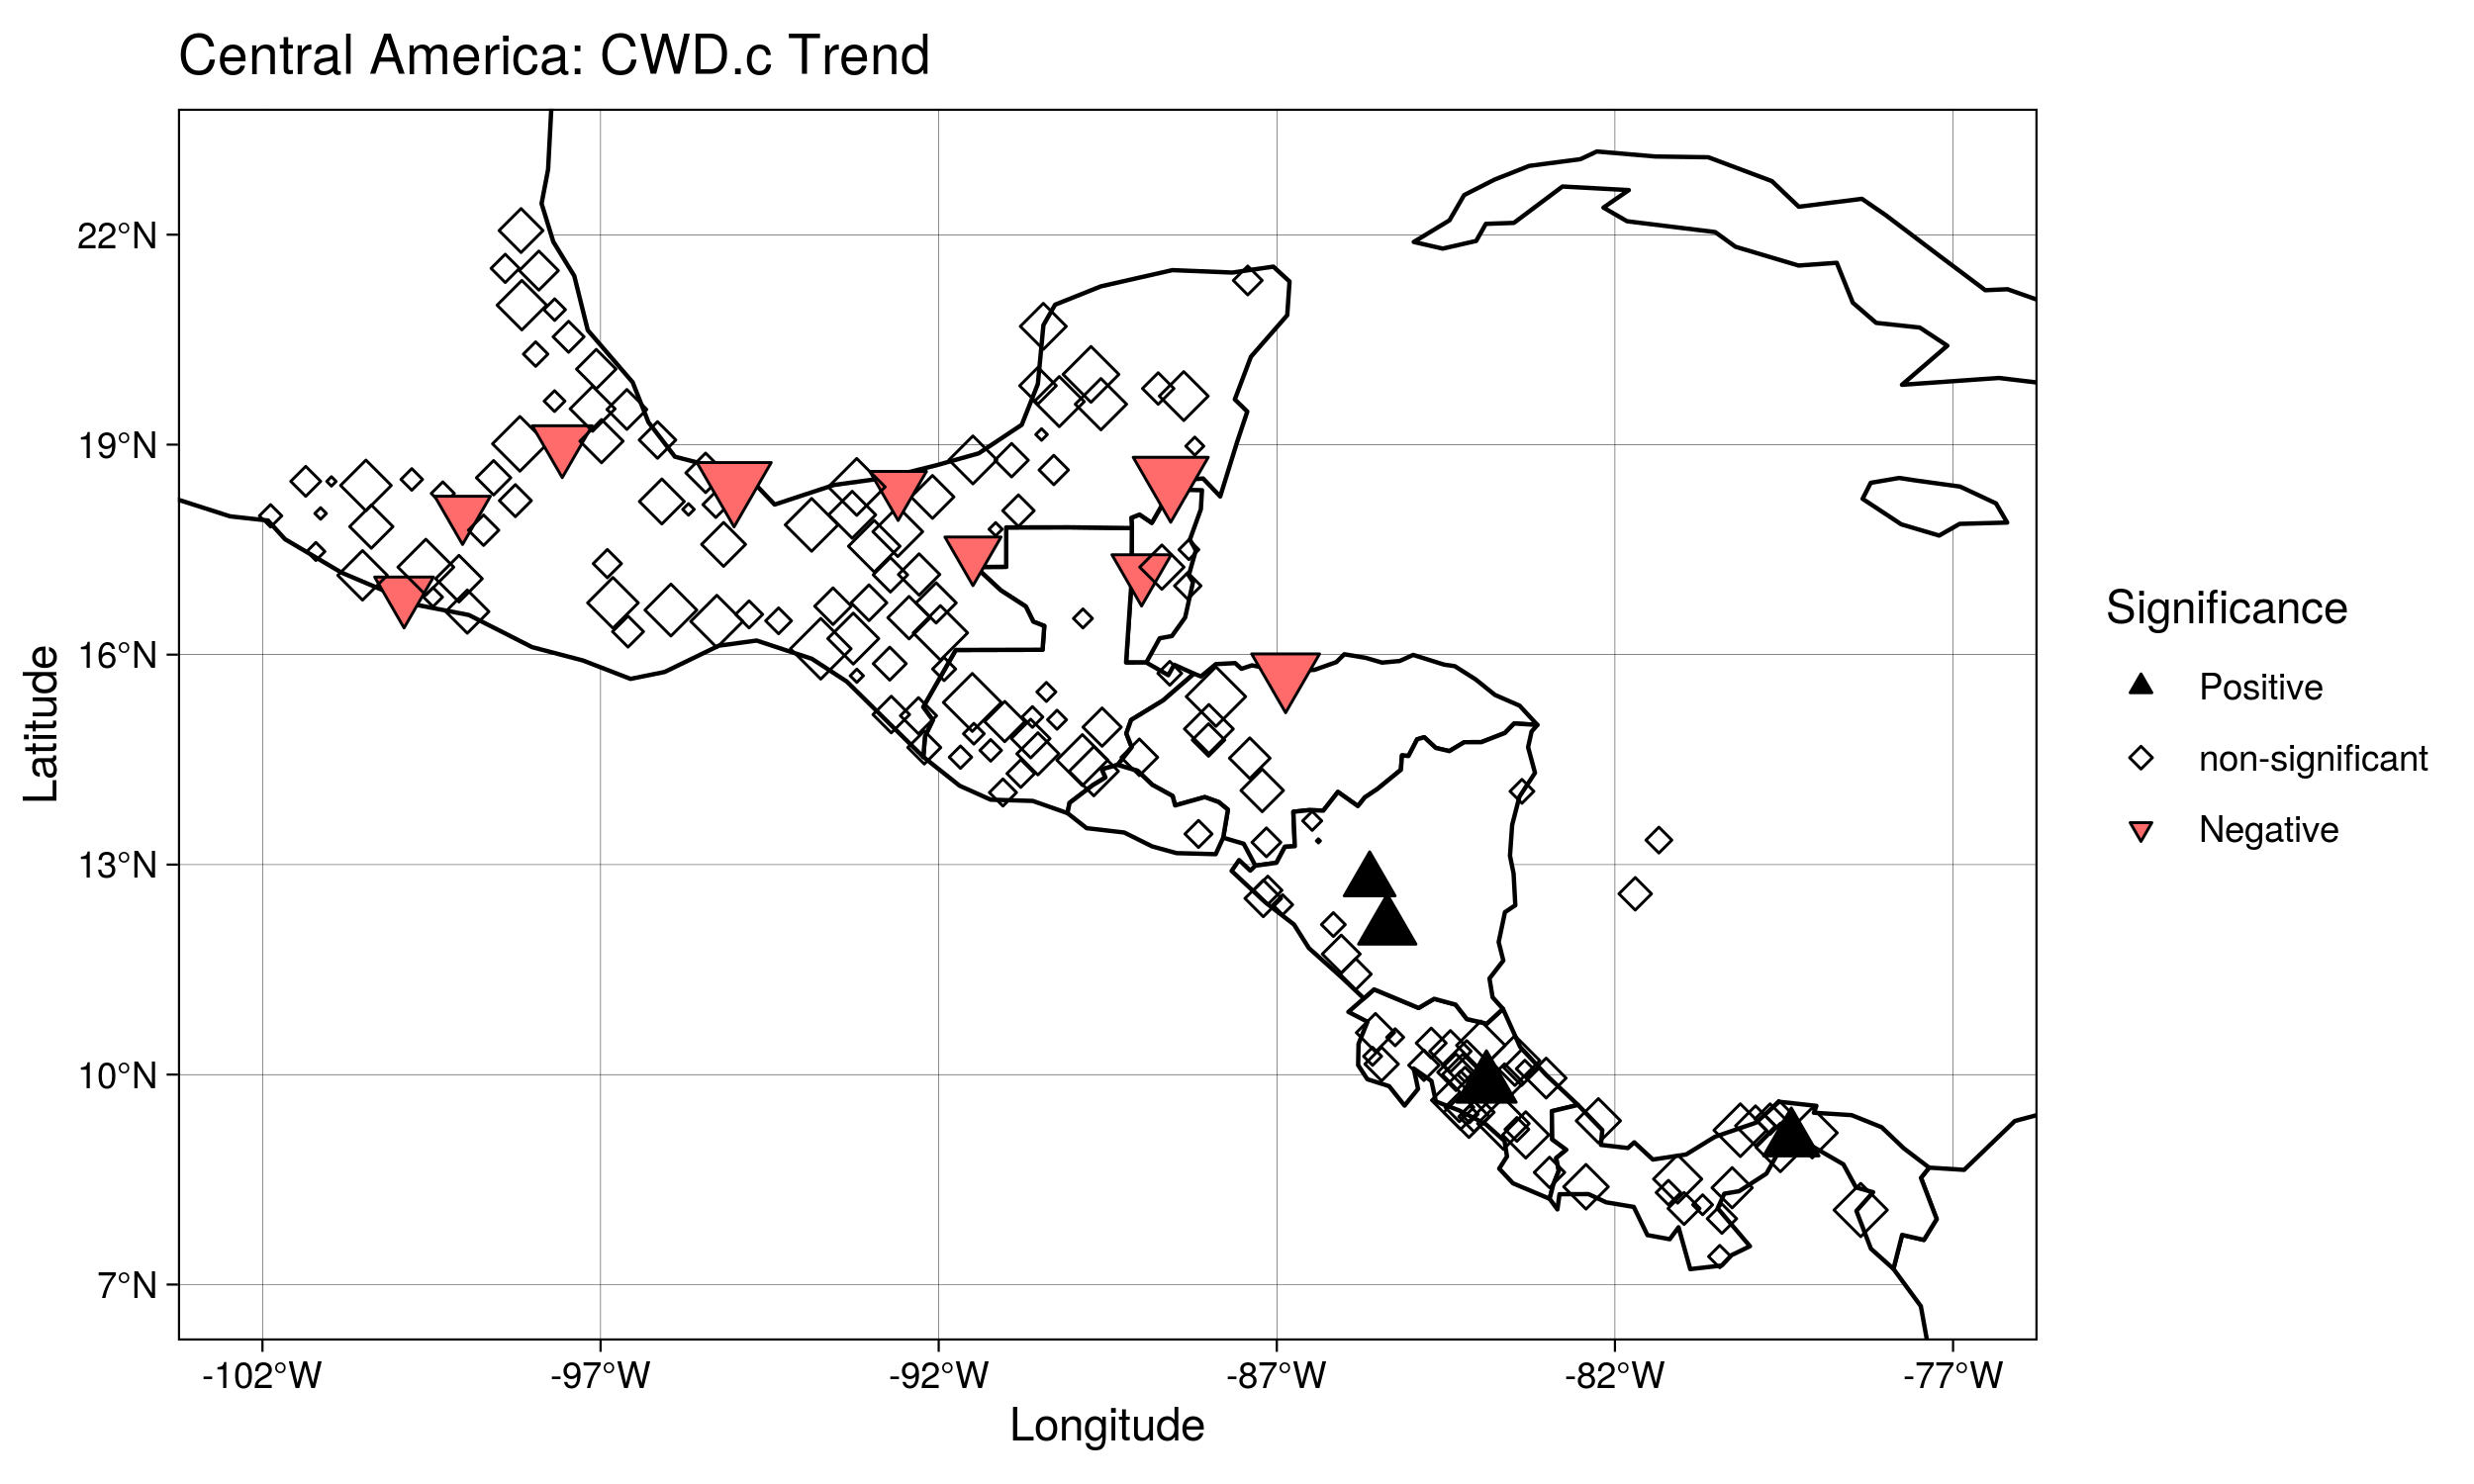 Central America: CWD.c Trend
22°N
19°N
16°N
13°N
10°N
7°N
Latitude
-102°W
-97°W
-92°W
-87°W
-82°W
-77°W
Longitude
Significance
Positive
non-significant
Negative